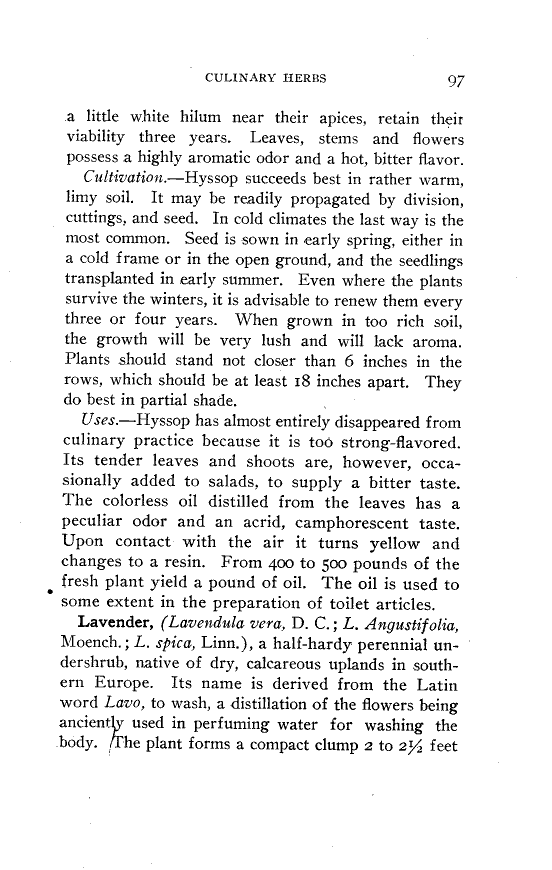 CULINARY HERBS 97
a little white hilum near their apices, retain their
viability three years. Leaves, stems and flowers
possess a highly aromatic odor and a hot, bitter flavor.
Cultivation.—Hyssop succeeds best in rather warm,
limy soil. It may be readily propagated by division,
cuttings, and seed. In cold climates the last way is the
most common. Seed is sown in early spring, either in
a cold frame or in the open ground, and the seedlings
transplanted in early summer. Even where the plants
survive the winters, it is advisable to renew them every
three or four years. When grown in too rich soil,
the growth will be very lush and will lack aroma.
Plants should stand not closer than 6 inches in the
rows, which should be at least 18 inches apart. They
do best in partial shade.
Uses.—Hyssop has almost entirely disappeared from
culinary practice because it is too strong-flavored.
Its tender leaves and shoots are, however, occa-
sionally added to salads, to supply a bitter taste.
The colorless oil distilled from the leaves has a
peculiar odor and an acrid, camphorescent taste.
Upon contact with the air it turns yellow and
changes to a resin. From 400 to 500 pounds of the
fresh plant yield a pound of oil. The oil is used to
some extent in the preparation of toilet articles.
Lavender, (Lavendula vera, D. C.; L. Angustifolia,
Moench.; L. spica, Linn.), a half-hardy perennial un-
dershrub, native of dry, calcareous uplands in south-
ern Europe. Its name is derived from the Latin
word Lavo, to wash, a distillation of the flowers being
anciently used in perfuming water for washing the
body. The plant forms a compact clump 2 to 2½ feet